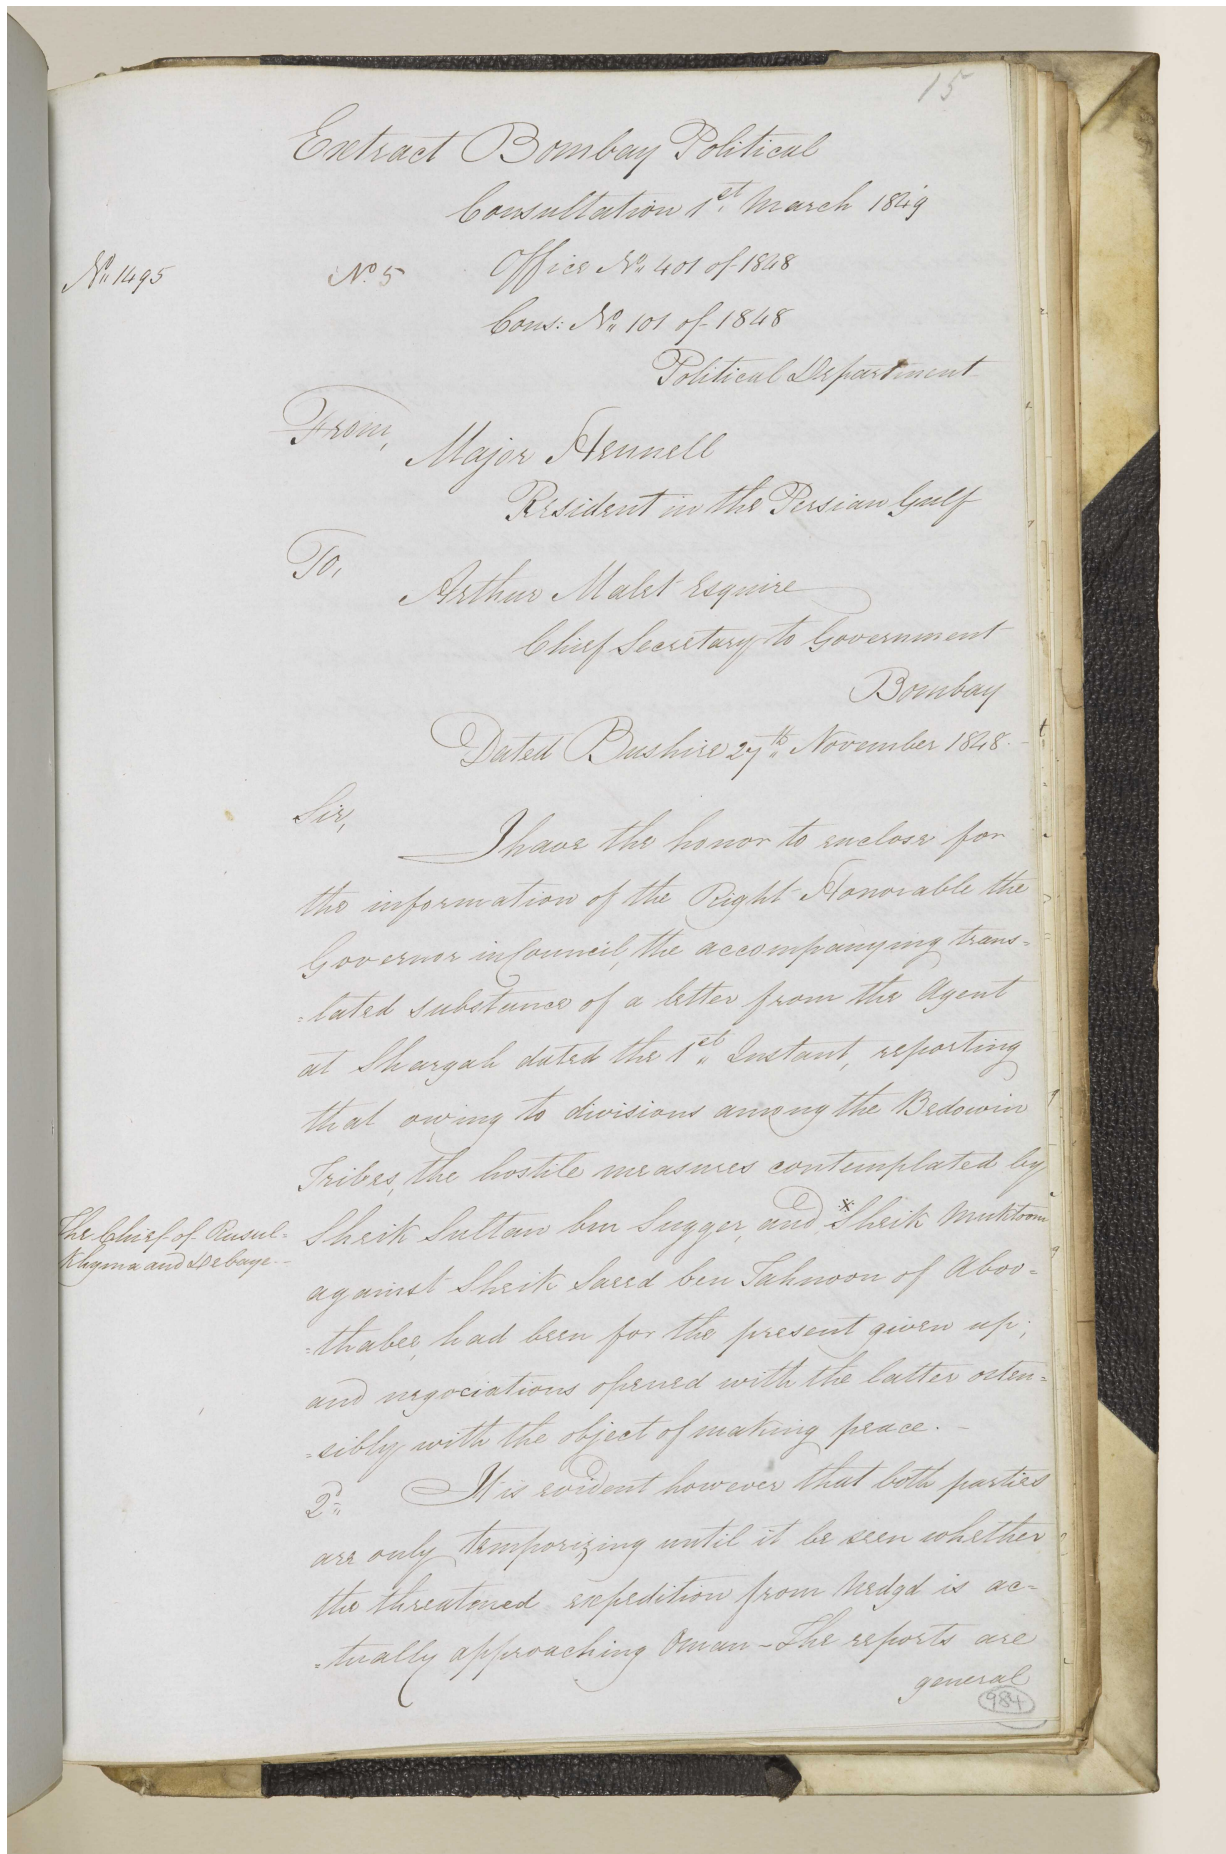 15
Extract Bombay Political
Consultation 1st March 1849
No. 1495
No. 5
Office No. 401 of 1848
Cons: No. 101 of 1848
Political Department
From,
Major Hennell
Resident in the Persian Gulf
To,
Arthur Malet Esquire
Chief Secretary to Government
Bombay
Dated Bushire 27th November 1848.
Sir,
I have the honor to enclose for
the information of the Right Honorable the
Governor in Council, the accompanying trans=
=lated substance of a letter from the Agent
at Shargah dated the 1st Instant, reporting
that owing to divisions among the Bedowin
Tribes, the hostile measures contemplated by
The Chief of Rusul=
Khyma and Debaye.-
Sheik Sultan bin Sugger, and * Sheik Muktoom
against Sheik Saeed ben Tahnoon of Aboo=
=thabee, had been for the present given up;
and negociations opened with the latter osten=
=sibly with the object of making peace.-
2d It is evident however that both parties
are only temporizing until it be seen whether
the threatened expedition from Nedgd is ac=
=tually approaching Oman - The reports are
general
984